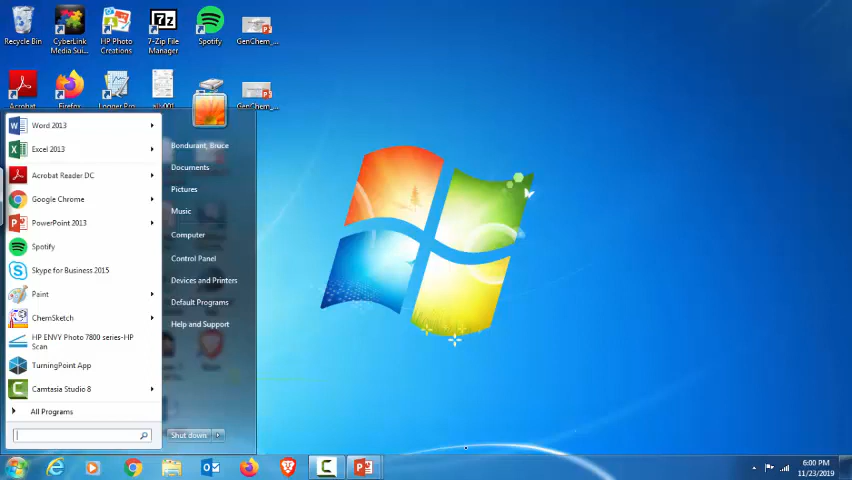 Recycle Bin
CyberLink
Media Sui...
HP Photo
Creations
7-Zip File
Manager
Spotify
GenChem_...
Acrobat
Firefox
Logger Pro
GenChem_...
Word 2013
Excel 2013
Acrobat Reader DC
Google Chrome
PowerPoint 2013
Spotify
Skype for Business 2015
Paint
ChemSketch
HP ENVY Photo 7800 series-HP
Scan
TurningPoint App
Camtasia Studio 8
All Programs
Bondurant, Bruce
Documents
Pictures
Music
Computer
Control Panel
Devices and Printers
Default Programs
Help and Support
Shut down
6:00 PM
11/23/2019